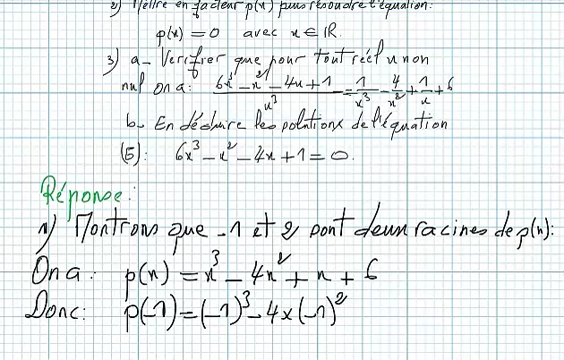 2) Mettre en facteur p(x) puis résoudre l'équation:
p(x) = 0 avec x ∈ ℝ.
3) a- Verifier que pour tout réel x non
nul on a: (6x³ - x² - 4x + 1)/x³ = 1/x³ - 4/x² + 1/x + 6
b- En déduire les solutions de l'équation
(E): 6x³ - x² - 4x + 1 = 0.
Réponse:
1) Montrons que -1 et 2 sont deux racines de p(x):
On a: p(x) = x³ - 4x² + x + 6
Donc: p(-1) = (-1)³ - 4x(-1)²